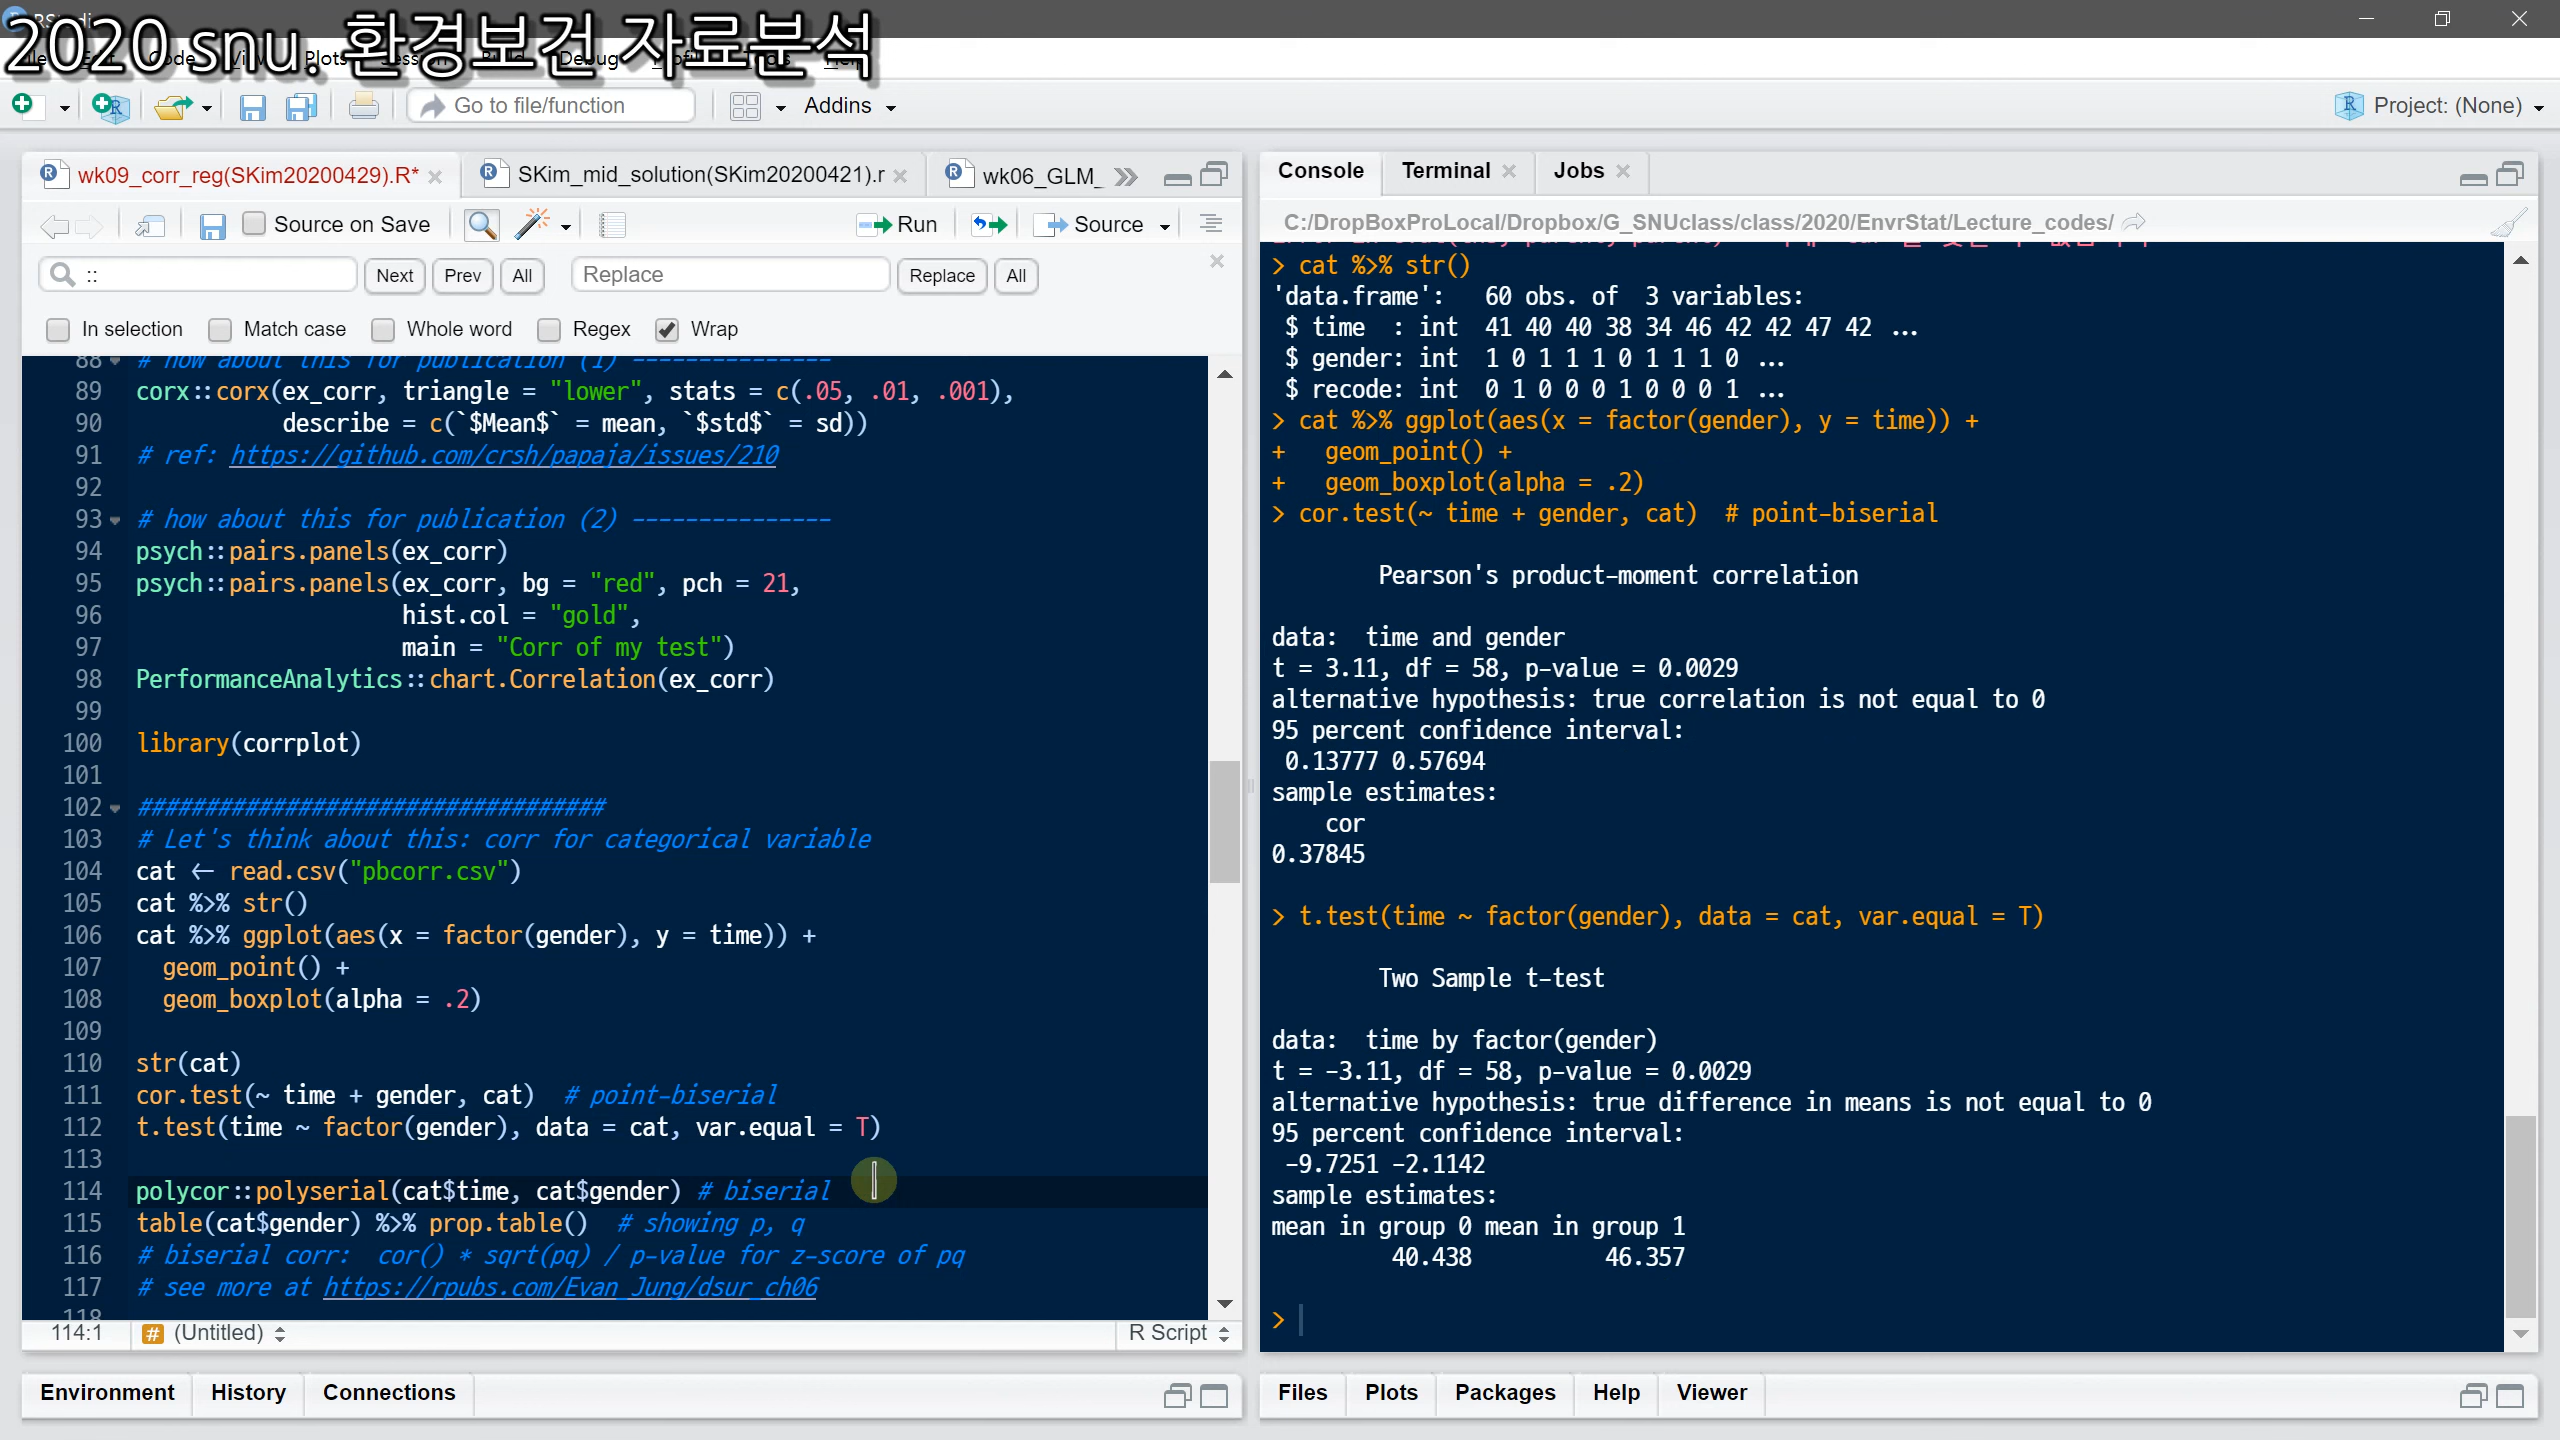 2020 snu. 환경보건 자료분석
Go to file/function
Addins
Project: (None)
wk09_corr_reg(SKim20200429).R*
SKim_mid_solution(SKim20200421).r
wk06_GLM_
Source on Save
Run
Source
::
Next
Prev
All
Replace
Replace
All
In selection
Match case
Whole word
Regex
Wrap
88 # how about this for publication (1) ---------------
89 corx::corx(ex_corr, triangle = "lower", stats = c(.05, .01, .001),
90 describe = c(`$Mean$` = mean, `$std$` = sd))
91 # ref: https://github.com/crsh/papaja/issues/210
92
93 # how about this for publication (2) ---------------
94 psych::pairs.panels(ex_corr)
95 psych::pairs.panels(ex_corr, bg = "red", pch = 21,
96 hist.col = "gold",
97 main = "Corr of my test")
98 PerformanceAnalytics::chart.Correlation(ex_corr)
99
100 library(corrplot)
101
102 ###################################
103 # Let's think about this: corr for categorical variable
104 cat <- read.csv("pbcorr.csv")
105 cat %>% str()
106 cat %>% ggplot(aes(x = factor(gender), y = time)) +
107 geom_point() +
108 geom_boxplot(alpha = .2)
109
110 str(cat)
111 cor.test(~ time + gender, cat) # point-biserial
112 t.test(time ~ factor(gender), data = cat, var.equal = T)
113
114 polycor::polyserial(cat$time, cat$gender) # biserial
115 table(cat$gender) %>% prop.table() # showing p, q
116 # biserial corr: cor() * sqrt(pq) / p-value for z-score of pq
117 # see more at https://rpubs.com/Evan_Jung/dsur_ch06
118
114:1
(Untitled)
R Script
Environment
History
Connections
Console
Terminal
Jobs
C:/DropBoxProLocal/Dropbox/G_SNUclass/class/2020/EnvrStat/Lecture_codes/
> cat %>% str()
'data.frame': 60 obs. of 3 variables:
$ time : int 41 40 40 38 34 46 42 42 47 42 ...
$ gender: int 1 0 1 1 1 0 1 1 1 0 ...
$ recode: int 0 1 0 0 0 1 0 0 0 1 ...
> cat %>% ggplot(aes(x = factor(gender), y = time)) +
+ geom_point() +
+ geom_boxplot(alpha = .2)
> cor.test(~ time + gender, cat) # point-biserial
Pearson's product-moment correlation
data: time and gender
t = 3.11, df = 58, p-value = 0.0029
alternative hypothesis: true correlation is not equal to 0
95 percent confidence interval:
0.13777 0.57694
sample estimates:
cor
0.37845
> t.test(time ~ factor(gender), data = cat, var.equal = T)
Two Sample t-test
data: time by factor(gender)
t = -3.11, df = 58, p-value = 0.0029
alternative hypothesis: true difference in means is not equal to 0
95 percent confidence interval:
-9.7251 -2.1142
sample estimates:
mean in group 0 mean in group 1
40.438 46.357
>
Files
Plots
Packages
Help
Viewer